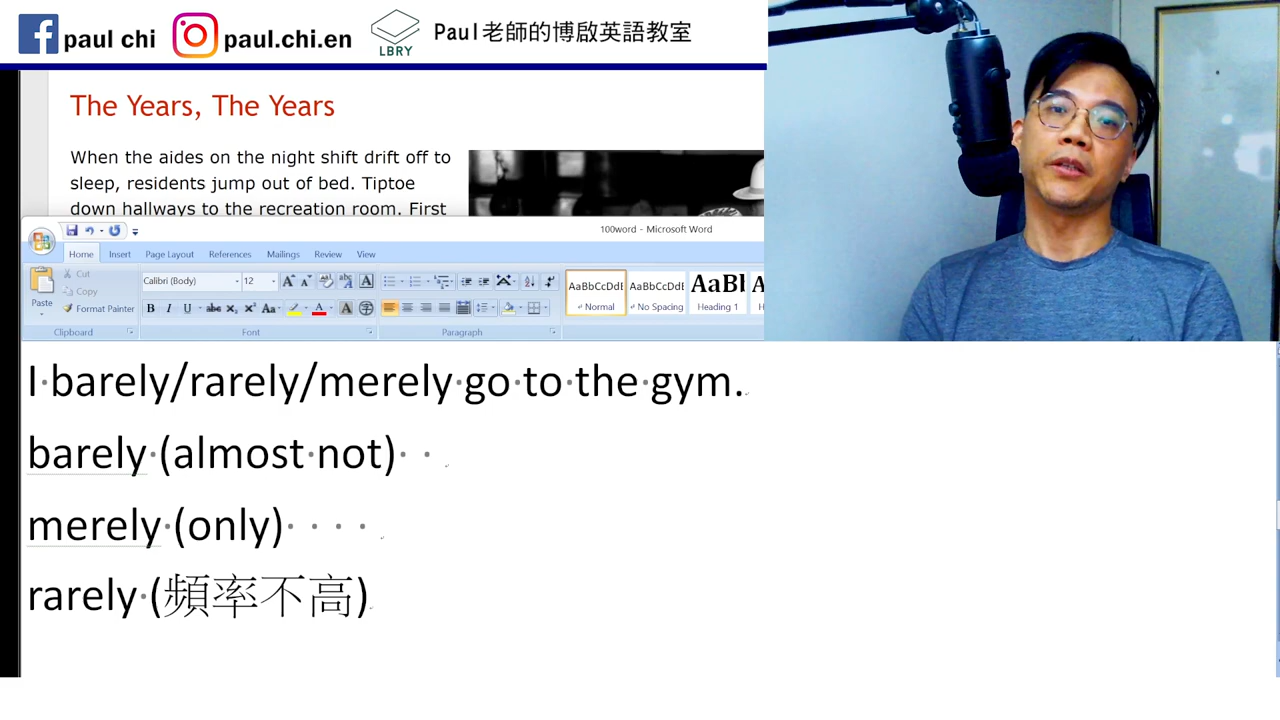 paul chi
paul.chi.en
LBRY
Paul老師的博啟英語教室
The Years, The Years
When the aides on the night shift drift off to
sleep, residents jump out of bed. Tiptoe
down hallways to the recreation room. First
100word - Microsoft Word
Home Insert Page Layout References Mailings Review View
Cut
Copy
Format Painter
Paste
Calibri (Body) 12
AaBbCcDdE AaBbCcDdE AaBbC
Normal No Spacing Heading 1
Clipboard Font Paragraph
I barely/rarely/merely go to the gym.
barely (almost not)
merely (only)
rarely (頻率不高)